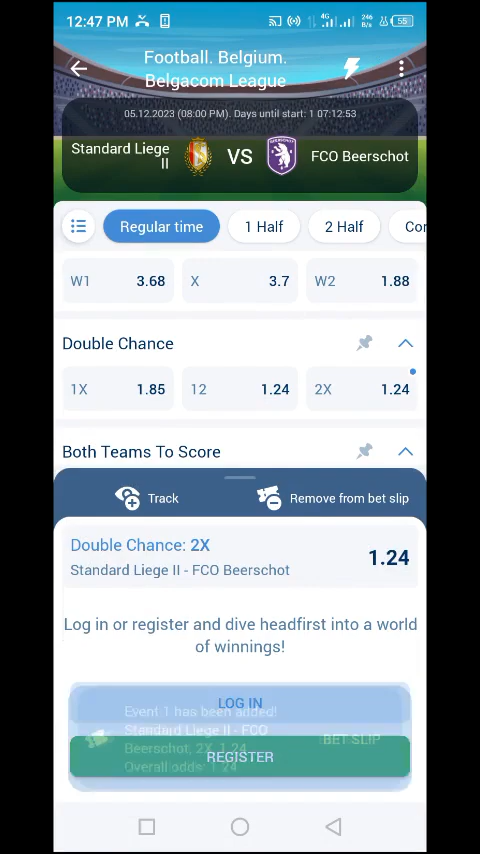 12:47 PM
4G
246 B/s
55
Football. Belgium.
Belgacom League
05.12.2023 (08:00 PM). Days until start: 1 07:12:53
Standard Liege
II
VS
FCO Beerschot
Regular time
1 Half
2 Half
Cor
W1 3.68
X 3.7
W2 1.88
Double Chance
1X 1.85
12 1.24
2X 1.24
Both Teams To Score
Track
Remove from bet slip
Double Chance: 2X
1.24
Standard Liege II - FCO Beerschot
Log in or register and dive headfirst into a world
of winnings!
LOG IN
Event 1 has been added!
Standard Liege II - FCO
Beerschot, 2X, 1.24
Overall odds: 1.24
BET SLIP
REGISTER